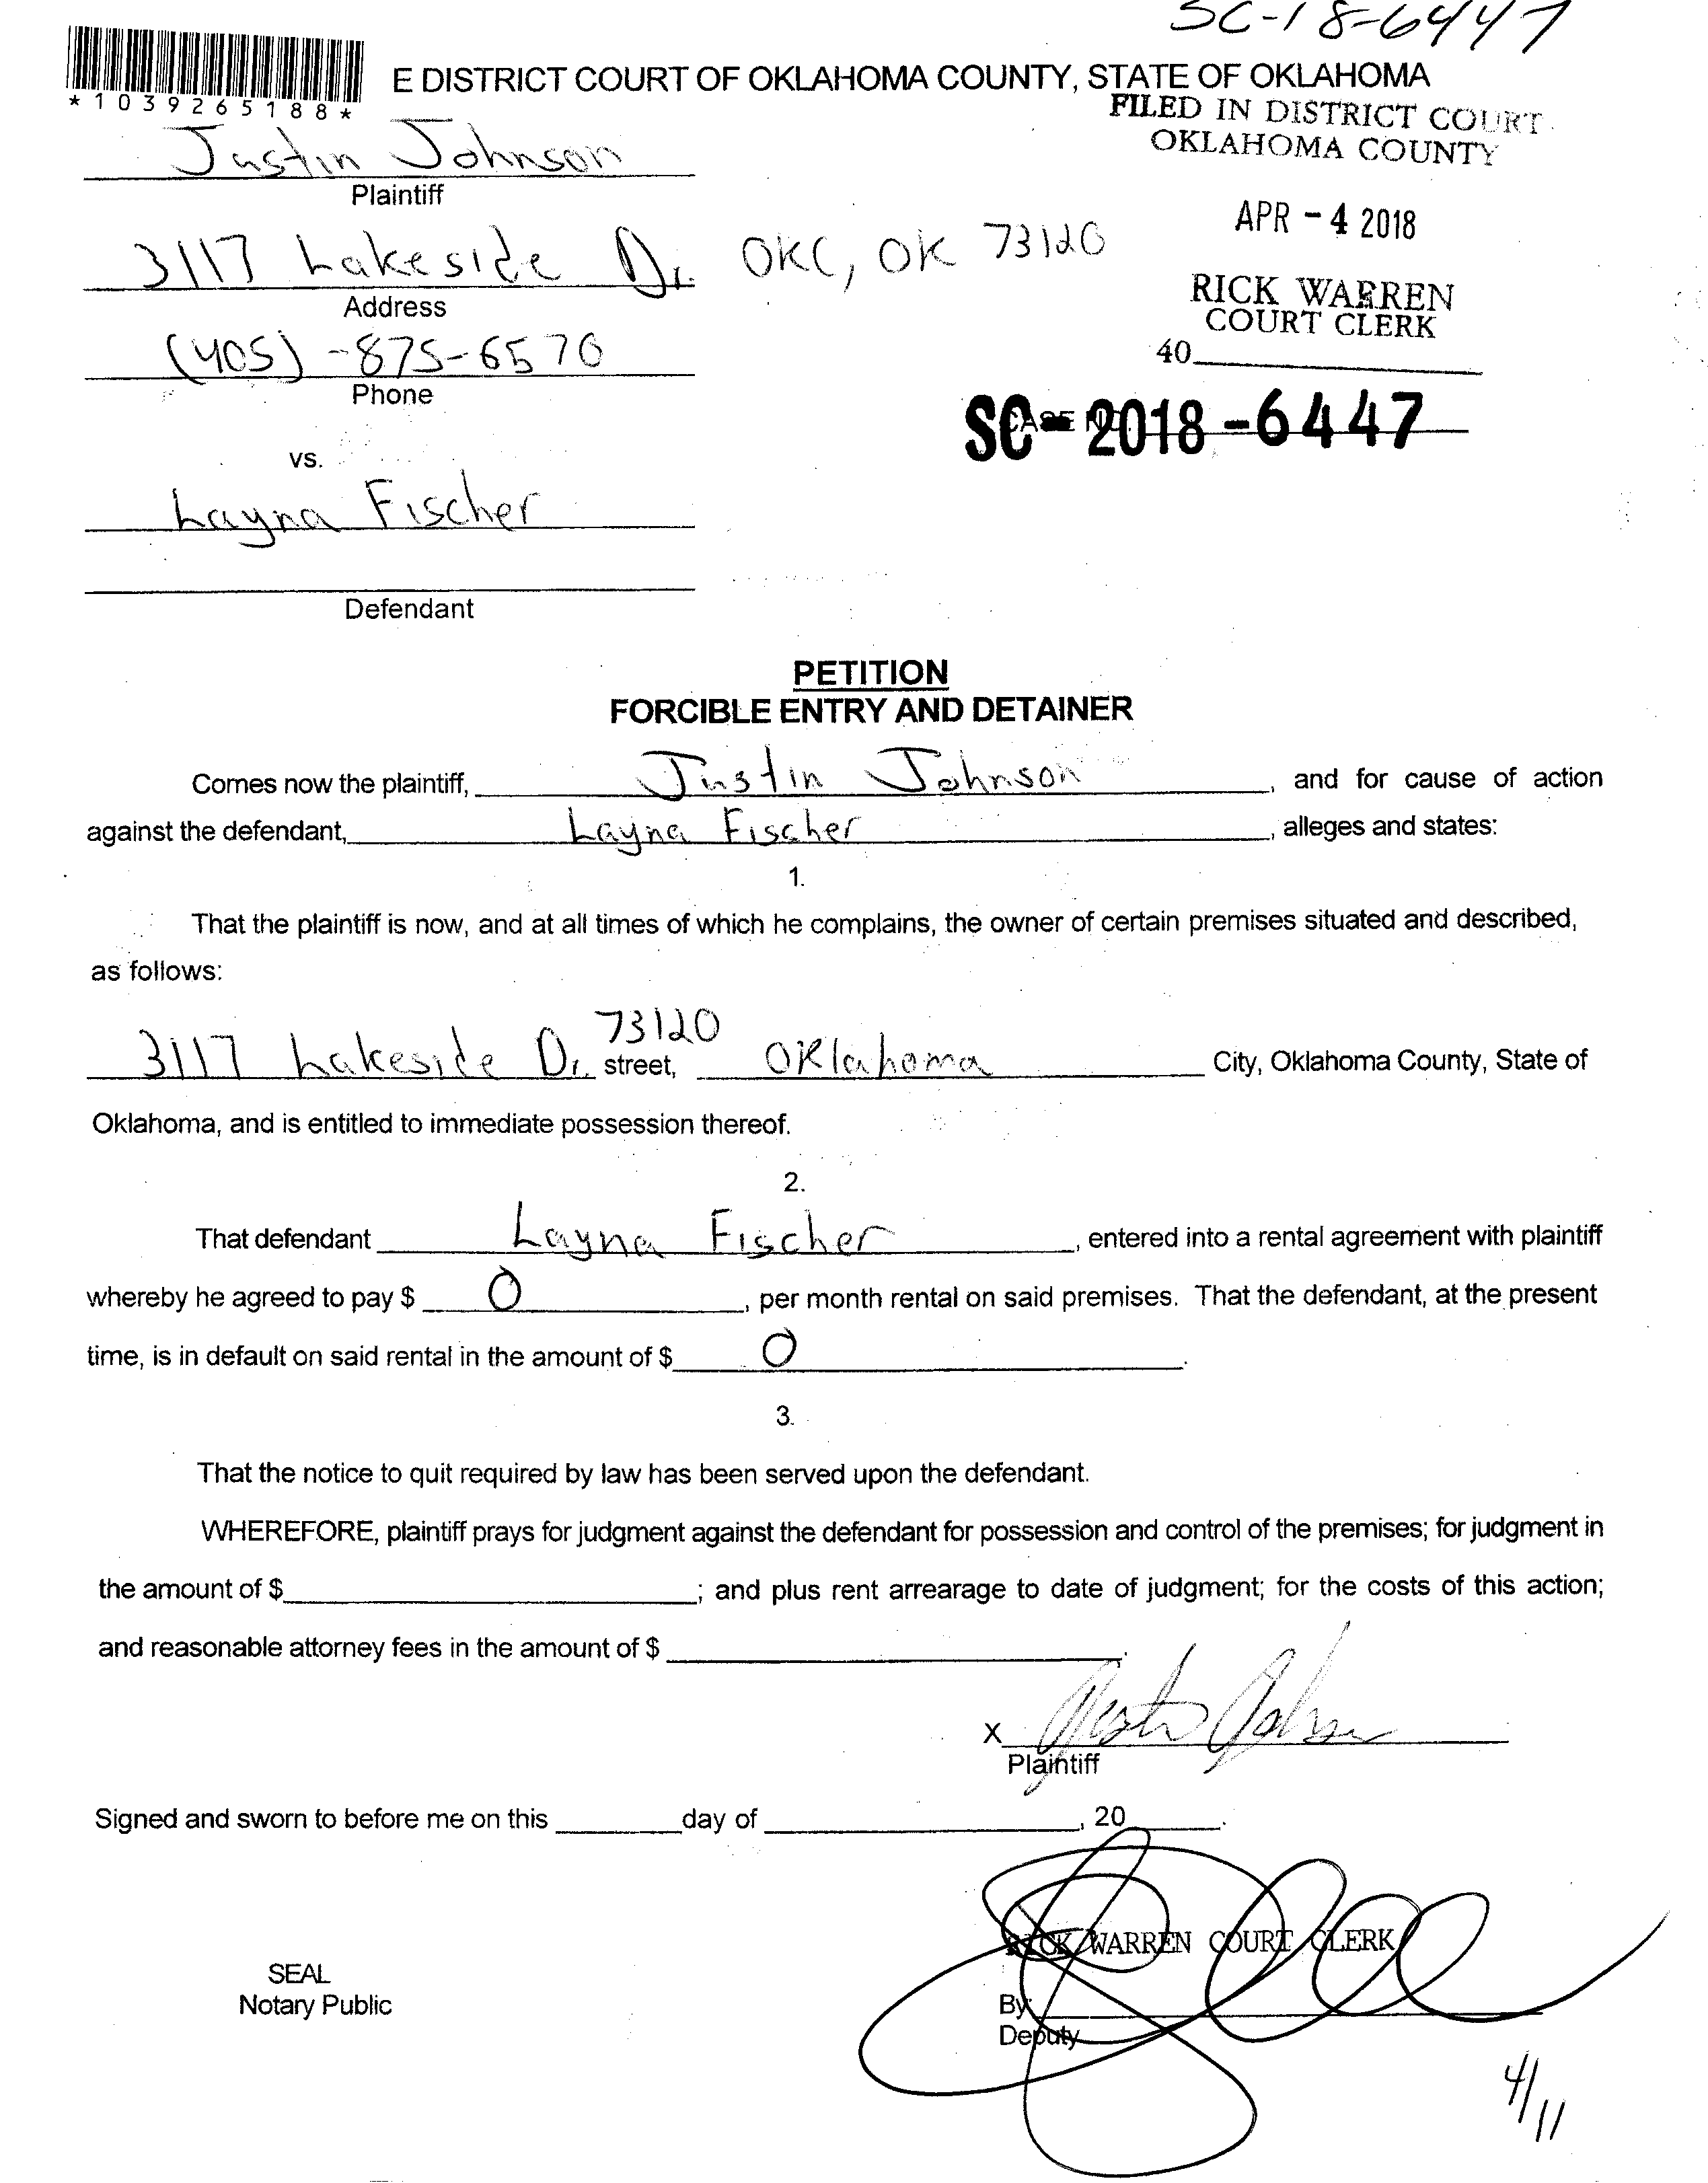 SC-18-6447
E DISTRICT COURT OF OKLAHOMA COUNTY, STATE OF OKLAHOMA
*1039265188*
FILED IN DISTRICT COURT
OKLAHOMA COUNTY
Justin Johnson
Plaintiff
APR - 4 2018
3117 Lakeside Dr. OKC, OK 73120
Address
RICK WARREN
COURT CLERK
(405) -875-6570
Phone
40
CASE NO.
SC - 2018 - 6447
vs.
Layna Fischer
Defendant
PETITION
FORCIBLE ENTRY AND DETAINER
Comes now the plaintiff, Justin Johnson, and for cause of action
against the defendant, Layna Fischer, alleges and states:
1.
That the plaintiff is now, and at all times of which he complains, the owner of certain premises situated and described,
as follows:
73120
3117 Lakeside Dr. street, Oklahoma City, Oklahoma County, State of
Oklahoma, and is entitled to immediate possession thereof.
2.
That defendant Layna Fischer, entered into a rental agreement with plaintiff
whereby he agreed to pay $ 0, per month rental on said premises. That the defendant, at the present
time, is in default on said rental in the amount of $ 0.
3.
That the notice to quit required by law has been served upon the defendant.
WHEREFORE, plaintiff prays for judgment against the defendant for possession and control of the premises; for judgment in
the amount of $ ; and plus rent arrearage to date of judgment; for the costs of this action;
and reasonable attorney fees in the amount of $ .
X Justin Johnson
Plaintiff
Signed and sworn to before me on this day of , 20 .
RICK WARREN COURT CLERK
SEAL
Notary Public
By:
Deputy
4/11